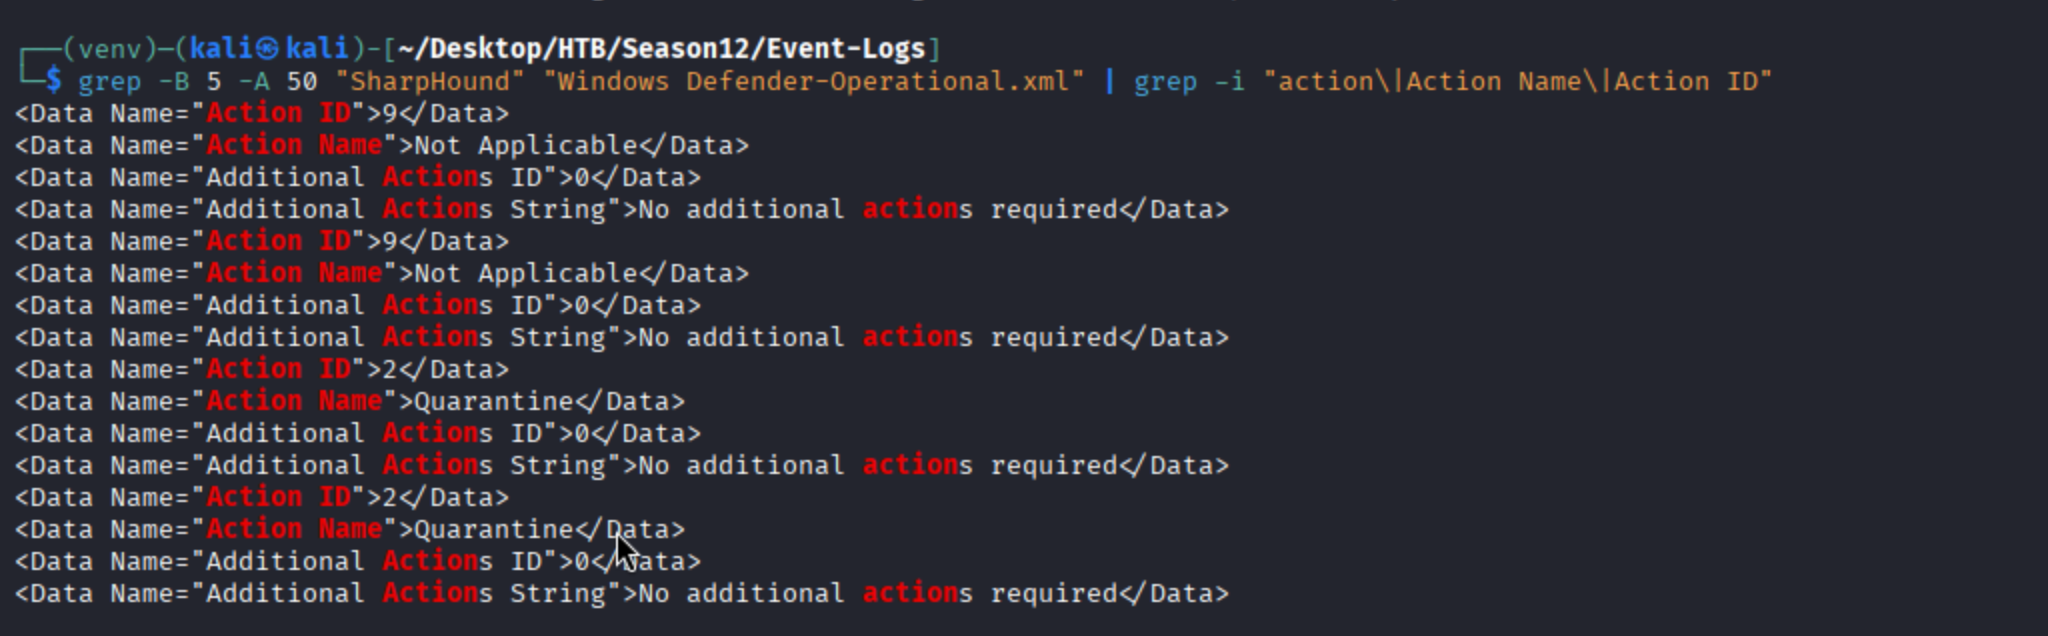 (venv)-(kali㉿kali)-[~/Desktop/HTB/Season12/Event-Logs]
$ grep -B 5 -A 50 "SharpHound" "Windows Defender-Operational.xml" | grep -i "action\|Action Name\|Action ID"
<Data Name="Action ID">9</Data>
<Data Name="Action Name">Not Applicable</Data>
<Data Name="Additional Actions ID">0</Data>
<Data Name="Additional Actions String">No additional actions required</Data>
<Data Name="Action ID">9</Data>
<Data Name="Action Name">Not Applicable</Data>
<Data Name="Additional Actions ID">0</Data>
<Data Name="Additional Actions String">No additional actions required</Data>
<Data Name="Action ID">2</Data>
<Data Name="Action Name">Quarantine</Data>
<Data Name="Additional Actions ID">0</Data>
<Data Name="Additional Actions String">No additional actions required</Data>
<Data Name="Action ID">2</Data>
<Data Name="Action Name">Quarantine</Data>
<Data Name="Additional Actions ID">0</Data>
<Data Name="Additional Actions String">No additional actions required</Data>